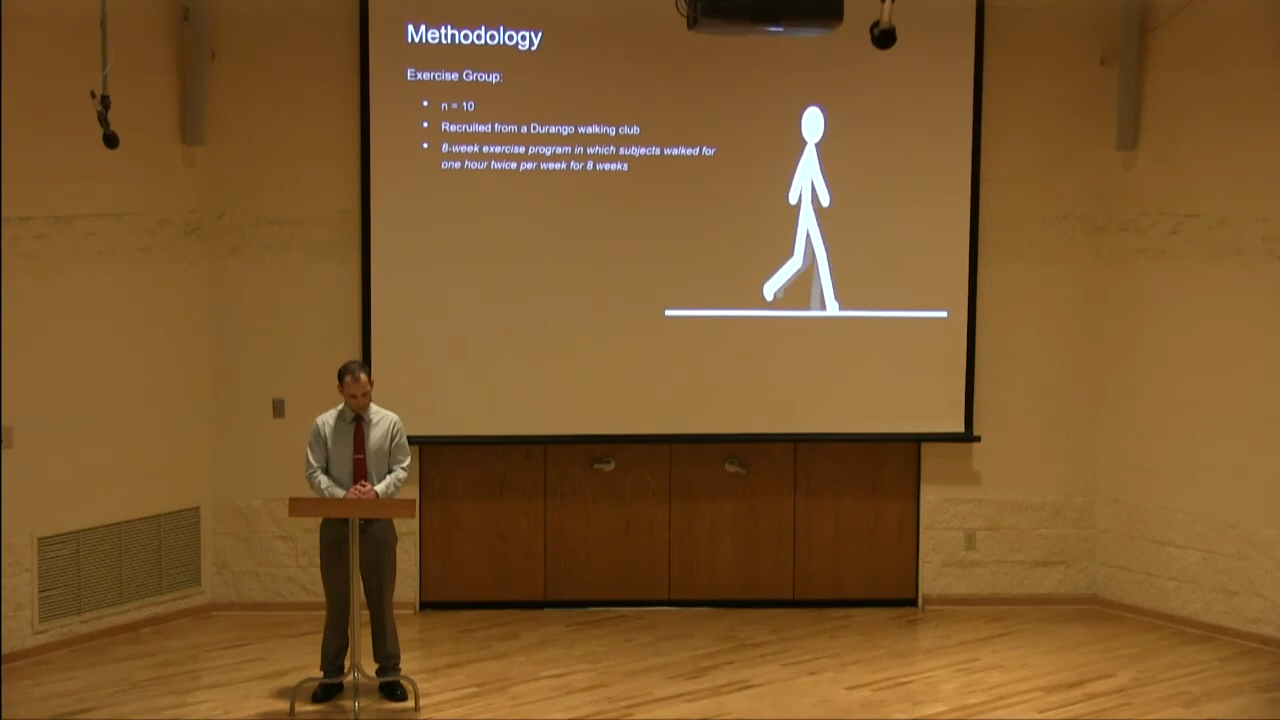 Methodology
Exercise Group:
n = 10
Recruited from a Durango walking club
8-week exercise program in which subjects walked for
one hour twice per week for 8 weeks